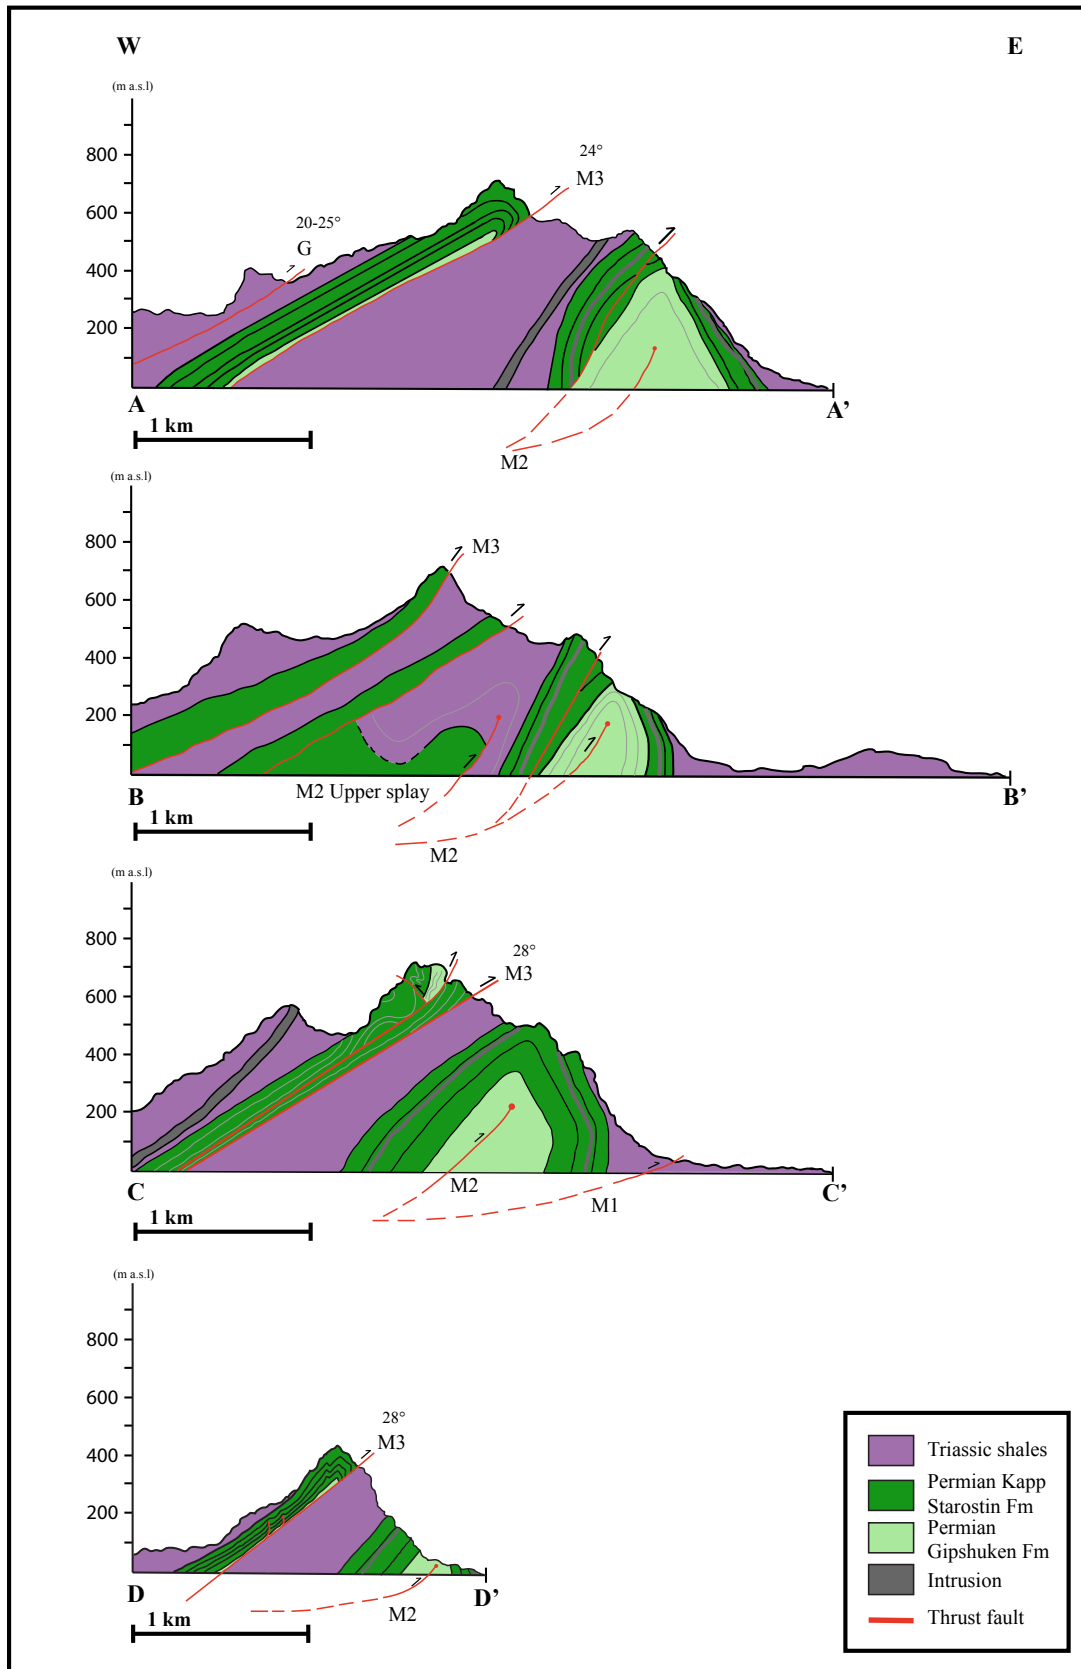 W
E
(m a.s.l)
800
600
400
200
20-25°
G
24°
M3
A
A’
1 km
M2
(m a.s.l)
800
600
400
200
M3
M2 Upper splay
B
B’
1 km
M2
(m a.s.l)
800
600
400
200
28°
M3
C
M2
M1
C’
1 km
(m a.s.l)
800
600
400
200
28°
M3
D
M2
D’
1 km
Triassic shales
Permian Kapp
Starostin Fm
Permian
Gipshuken Fm
Intrusion
Thrust fault